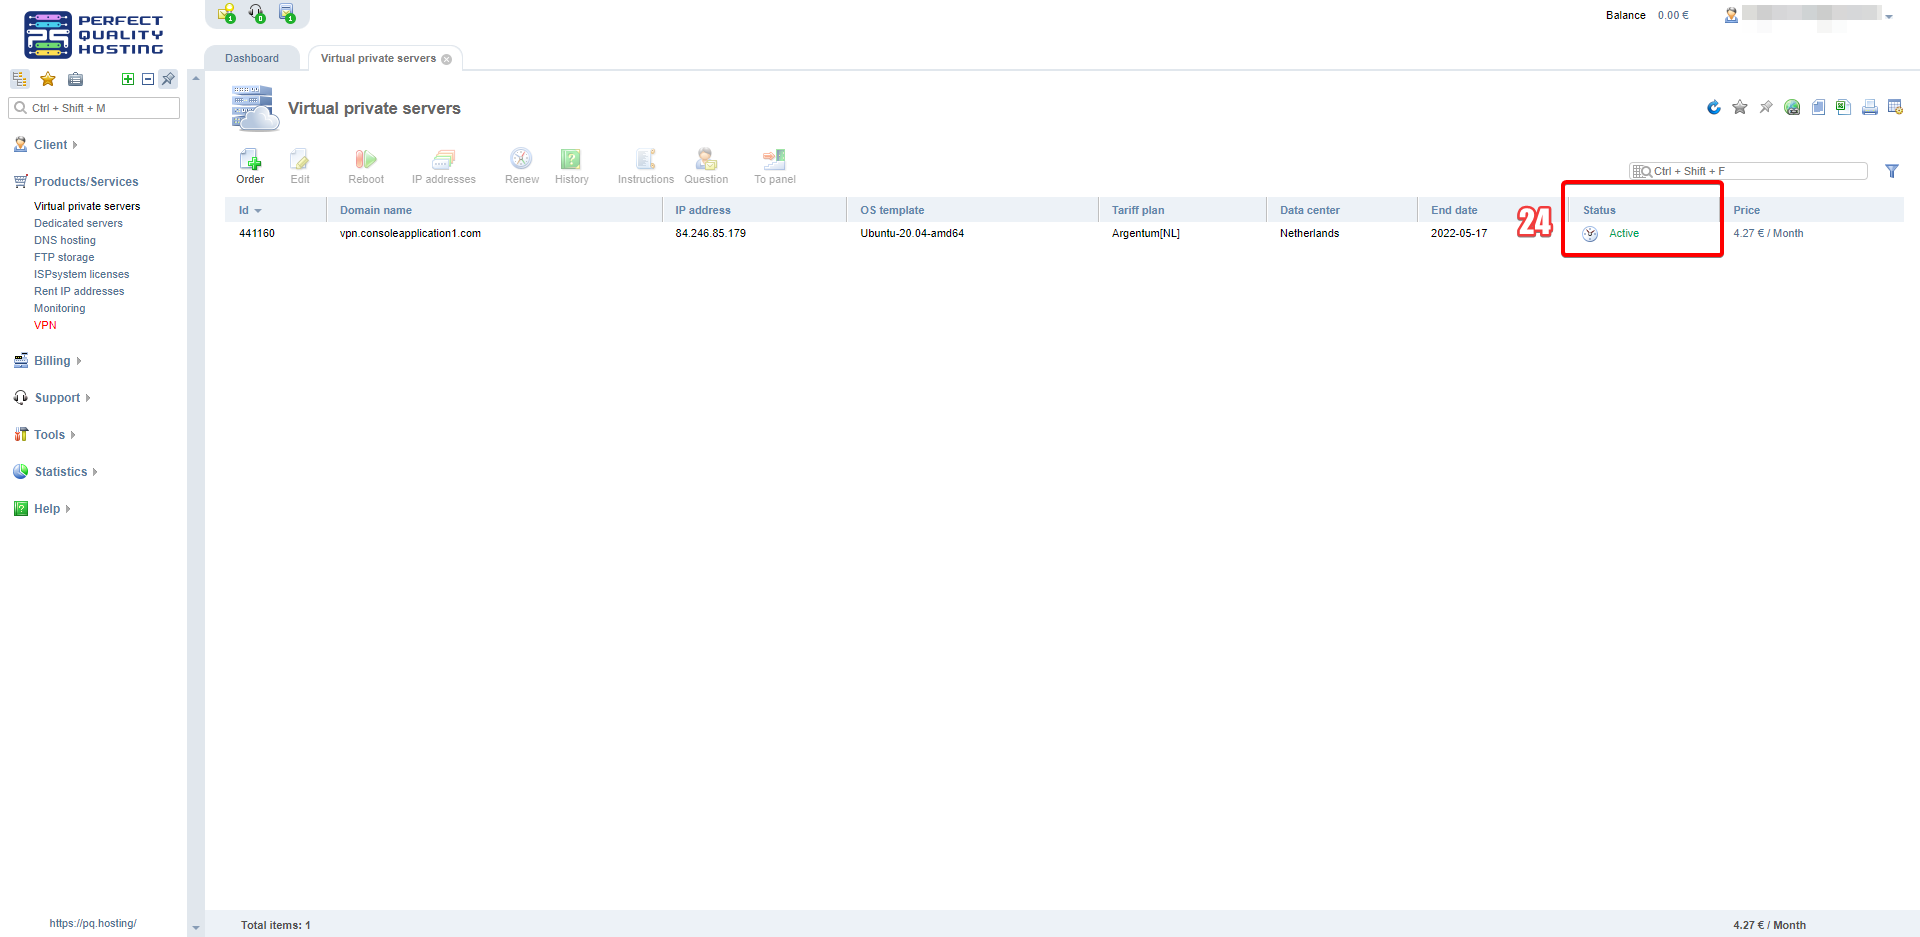 PERFECT
QUALITY
HOSTING
1 0 1
Balance 0.00 €
Dashboard Virtual private servers
Ctrl + Shift + M
Virtual private servers
Client
Products/Services
Virtual private servers
Dedicated servers
DNS hosting
FTP storage
ISPsystem licenses
Rent IP addresses
Monitoring
VPN
Billing
Support
Tools
Statistics
Help
https://pq.hosting/
Order Edit Reboot IP addresses Renew History Instructions Question To panel
Ctrl + Shift + F
Id Domain name IP address OS template Tariff plan Data center End date Status Price
441160 vpn.consoleapplication1.com 84.246.85.179 Ubuntu-20.04-amd64 Argentum[NL] Netherlands 2022-05-17 Active 4.27 € / Month
24
Total items: 1 4.27 € / Month